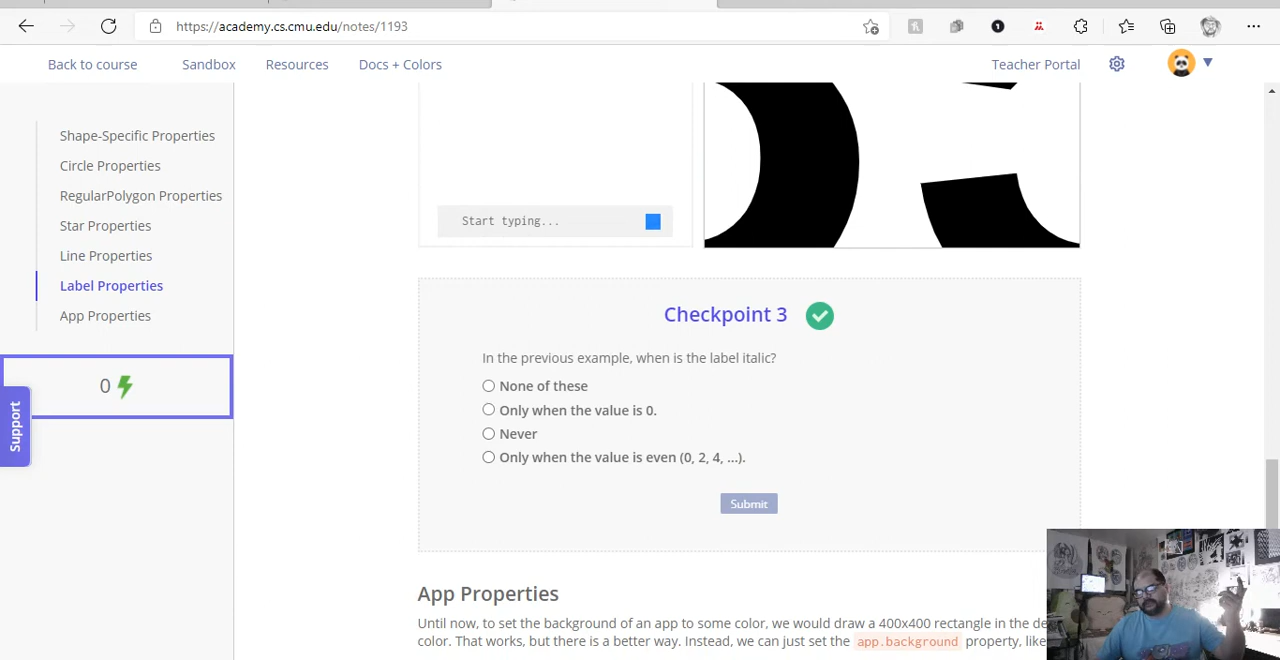 https://academy.cs.cmu.edu/notes/1193
Back to course
Sandbox
Resources
Docs + Colors
Teacher Portal
Shape-Specific Properties
Circle Properties
RegularPolygon Properties
Star Properties
Line Properties
Label Properties
App Properties
0
Support
Start typing...
Checkpoint 3
In the previous example, when is the label italic?
None of these
Only when the value is 0.
Never
Only when the value is even (0, 2, 4, ...).
Submit
App Properties
Until now, to set the background of an app to some color, we would draw a 400x400 rectangle in the de
color. That works, but there is a better way. Instead, we can just set the app.background property, like